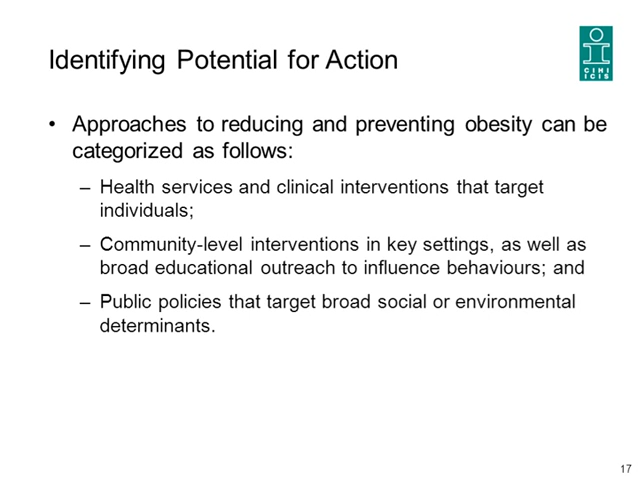 Identifying Potential for Action
CIHI
ICIS
• Approaches to reducing and preventing obesity can be
categorized as follows:
– Health services and clinical interventions that target
individuals;
– Community-level interventions in key settings, as well as
broad educational outreach to influence behaviours; and
– Public policies that target broad social or environmental
determinants.
17